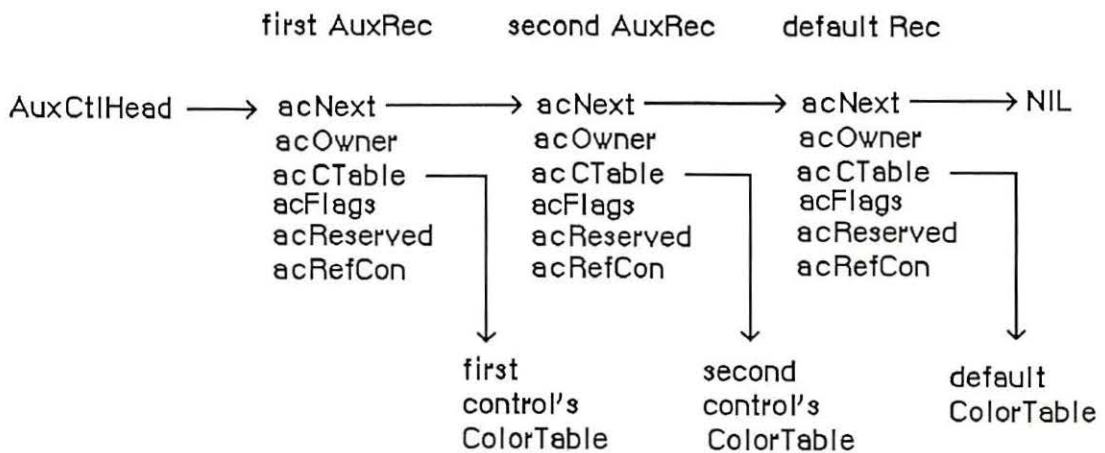 first AuxRec second AuxRec default Rec
AuxCtlHead acNext acNext acNext NIL
acOwner acOwner acOwner
acCTable acCTable acCTable
acFlags acFlags acFlags
acReserved acReserved acReserved
acRefCon acRefCon acRefCon
first second default
control's control's ColorTable
ColorTable ColorTable